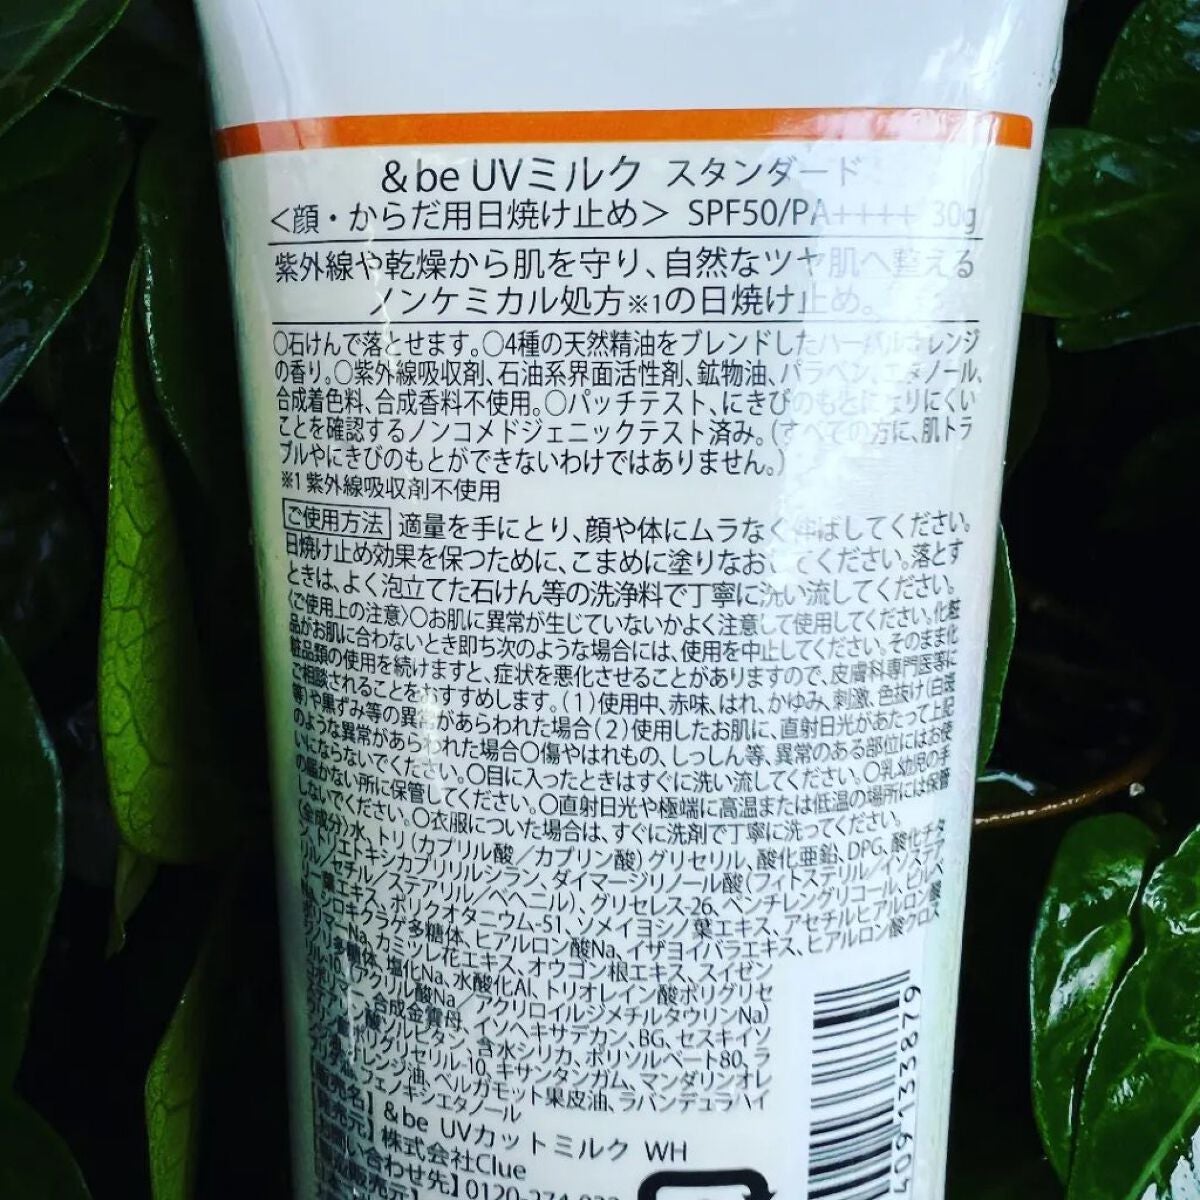 &be UVミルク スタンダード
<顔・からだ用日焼け止め> SPF50/PA++++ 30g
紫外線や乾燥から肌を守り、自然なツヤ肌へ整える
ノンケミカル処方※1の日焼け止め。
○石けんで落とせます。○4種の天然精油をブレンドしたハーバルオレンジ
の香り。○紫外線吸収剤、石油系界面活性剤、鉱物油、パラベン、エタノール、
合成着色料、合成香料不使用。○パッチテスト、にきびのもとになりにくい
ことを確認するノンコメドジェニックテスト済み。(すべての方に、肌トラ
ブルやにきびのもとができないわけではありません。)
※1 紫外線吸収剤不使用
ご使用方法 適量を手にとり、顔や体にムラなく伸ばしてください。
日焼け止め効果を保つために、こまめに塗りなおしてください。落とす
ときは、よく泡立てた石けん等の洗浄料で丁寧に洗い流してください。
〈ご使用上の注意〉○お肌に異常が生じていないかよく注意して使用してください。化粧
品がお肌に合わないとき即ち次のような場合には、使用を中止してください。そのまま化
粧品類の使用を続けますと、症状を悪化させることがありますので、皮膚科専門医等に
ご相談されることをおすすめします。(1)使用中、赤味、はれ、かゆみ、刺激、色抜け(白斑
等)や黒ずみ等の異常があらわれた場合(2)使用したお肌に、直射日光があたって上記
のような異常があらわれた場合○傷やはれもの、しっしん等、異常のある部位にはお使
いにならないでください。○目に入ったときはすぐに洗い流してください。○乳幼児の手
の届かない所に保管してください。○直射日光や極端に高温または低温の場所には保管
しないでください。○衣服についた場合は、すぐに洗剤で丁寧に洗ってください。
〈全成分〉水、トリ(カプリル酸/カプリン酸)グリセリル、酸化亜鉛、DPG、酸化チタ
ン、トリエトキシカプリリルシラン、ダイマージリノール酸(フィトステリル/イソステア
リル/セチル/ステアリル/ベヘニル)、グリセレス-26、ペンチレングリコール、ビルベ
リー葉エキス、ポリクオタニウム-51、ソメイヨシノ葉エキス、アセチルヒアルロン酸
Na、シロキクラゲ多糖体、ヒアルロン酸Na、イザヨイバラエキス、ヒアルロン酸クロス
ポリマーNa、カミツレ花エキス、オウゴン根エキス、スイゼン
ジノリ多糖体、塩化Na、水酸化Al、トリオレイン酸ポリグリセ
リル-10、(アクリル酸Na/アクリロイルジメチルタウリンNa)
コポリマー、合成金雲母、イソヘキサデカン、BG、セスキイソ
ステアリン酸ソルビタン、含水シリカ、ポリソルベート80、ラ
ウリン酸ポリグリセリル-10、キサンタンガム、マンダリンオレ
オレンジ油、ベルガモット果皮油、ラバンデュラハイ
フェノキシエタノール
【販売名】 &be UVカットミルク WH
【発売元】 株式会社Clue
お問い合わせ先】 0120-274-032
4 909133879